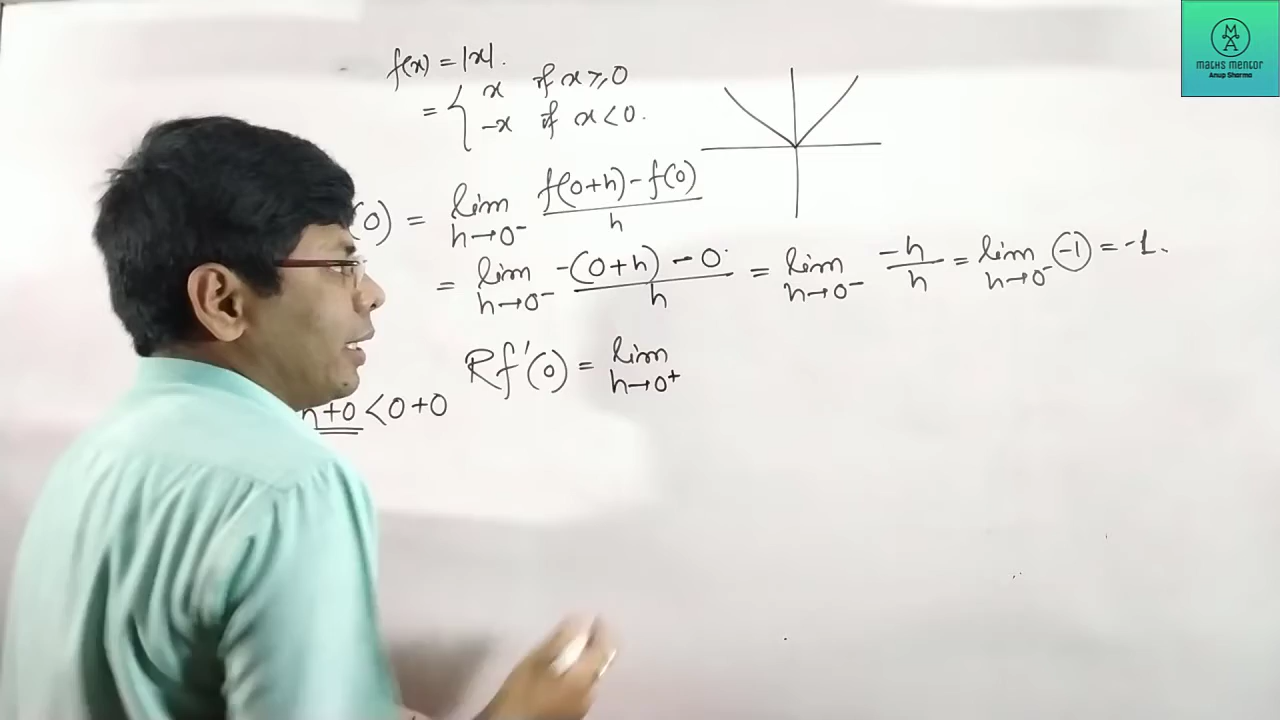 f(x) = |x|.
= { x if x ≥ 0
-x if x < 0.
(0) = lim h→0⁻ f(0+h) - f(0) / h
= lim h→0⁻ -(0+h) - 0 / h = lim h→0⁻ -h / h = lim h→0⁻ (-1) = -1.
Rf'(0) = lim h→0⁺
h+0 < 0+0
MA
maths mentor
Anup Sharma